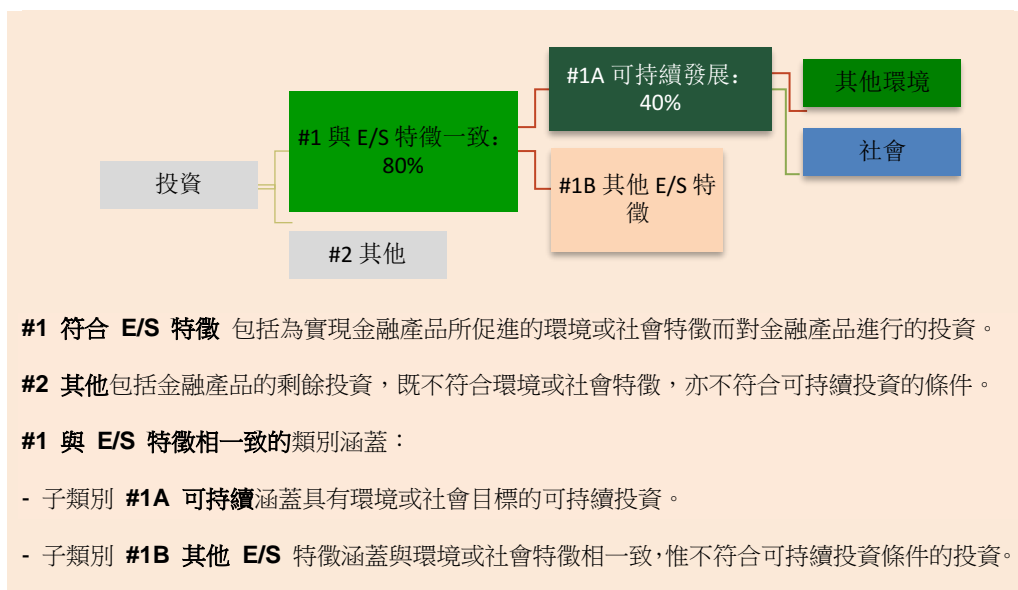 #1A 可持續發展：
40%
其他環境
#1 與 E/S 特徵一致：
80%
社會
投資
#1B 其他 E/S 特
徵
#2 其他
#1 符合 E/S 特徵 包括為實現金融產品所促進的環境或社會特徵而對金融產品進行的投資。
#2 其他包括金融產品的剩餘投資，既不符合環境或社會特徵，亦不符合可持續投資的條件。
#1 與 E/S 特徵相一致的類別涵蓋：
- 子類別 #1A 可持續涵蓋具有環境或社會目標的可持續投資。
- 子類別 #1B 其他 E/S 特徵涵蓋與環境或社會特徵相一致，惟不符合可持續投資條件的投資。